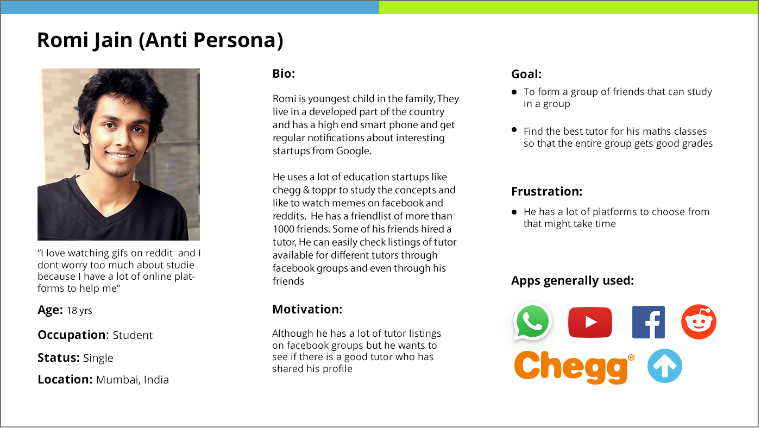 Romi Jain (Anti Persona)
"I love watching gifs on reddit and I
dont worry too much about studie
because I have a lot of online plat-
forms to help me"
Age: 18 yrs
Occupation: Student
Status: Single
Location: Mumbai, India
Bio:
Romi is youngest child in the family, They
live in a developed part of the country
and has a high end smart phone and get
regular notifications about interesting
startups from Google.
He uses a lot of education startups like
chegg & toppr to study the concepts and
like to watch memes on facebook and
reddits. He has a friendlist of more than
1000 friends. Some of his friends hired a
tutor, He can easily check listings of tutor
available for different tutors through
facebook groups and even through his
friends
Motivation:
Although he has a lot of tutor listings
on facebook groups but he wants to
see if there is a good tutor who has
shared his profile
Goal:
• To form a group of friends that can study
in a group
• Find the best tutor for his maths classes
so that the entire group gets good grades
Frustration:
• He has a lot of platforms to choose from
that might take time
Apps generally used:
f
Chegg®